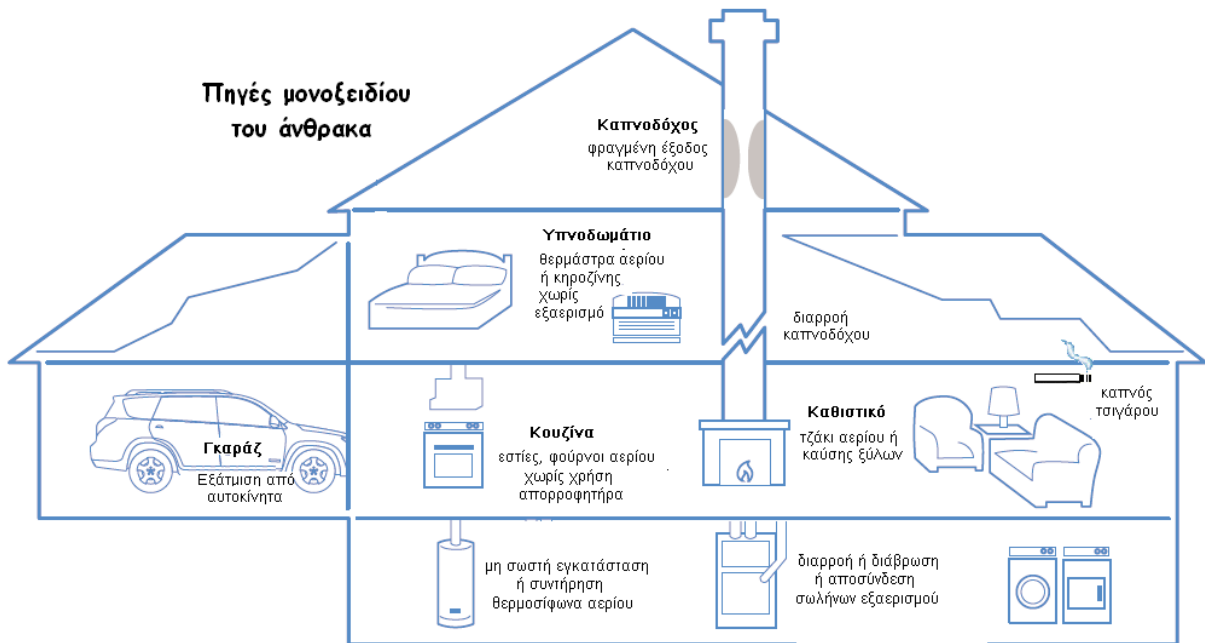 Πηγές μονοξειδίου
του άνθρακα
Καπνοδόχος
φραγμένη έξοδος
καπνοδόχου
Υπνοδωμάτιο
θερμάστρα αερίου
ή κηροζίνης
χωρίς
εξαερισμό
διαρροή
καπνοδόχου
Γκαράζ
Εξάτμιση από
αυτοκίνητα
Κουζίνα
εστίες, φούρνοι αερίου
χωρίς χρήση
απορροφητήρα
Καθιστικό
τζάκι αερίου ή
καύσης ξύλων
καπνός
τσιγάρου
μη σωστή εγκατάσταση
ή συντήρηση
θερμοσίφωνα αερίου
διαρροή ή διάβρωση
ή αποσύνδεση
σωλήνων εξαερισμού